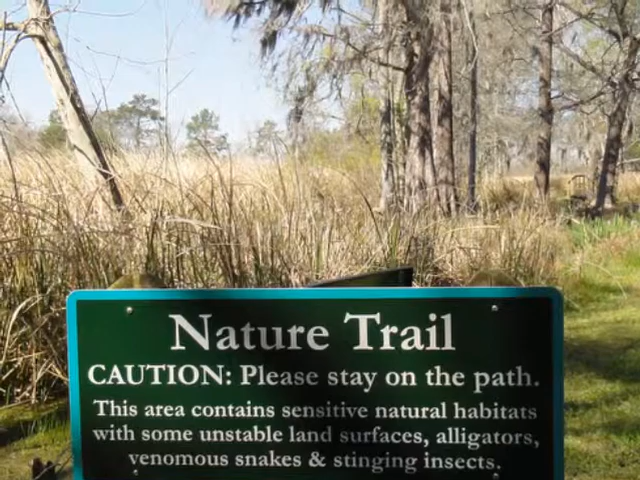 Nature Trail
CAUTION: Please stay on the path.
This area contains sensitive natural habitats
with some unstable land surfaces, alligators,
venomous snakes & stinging insects.